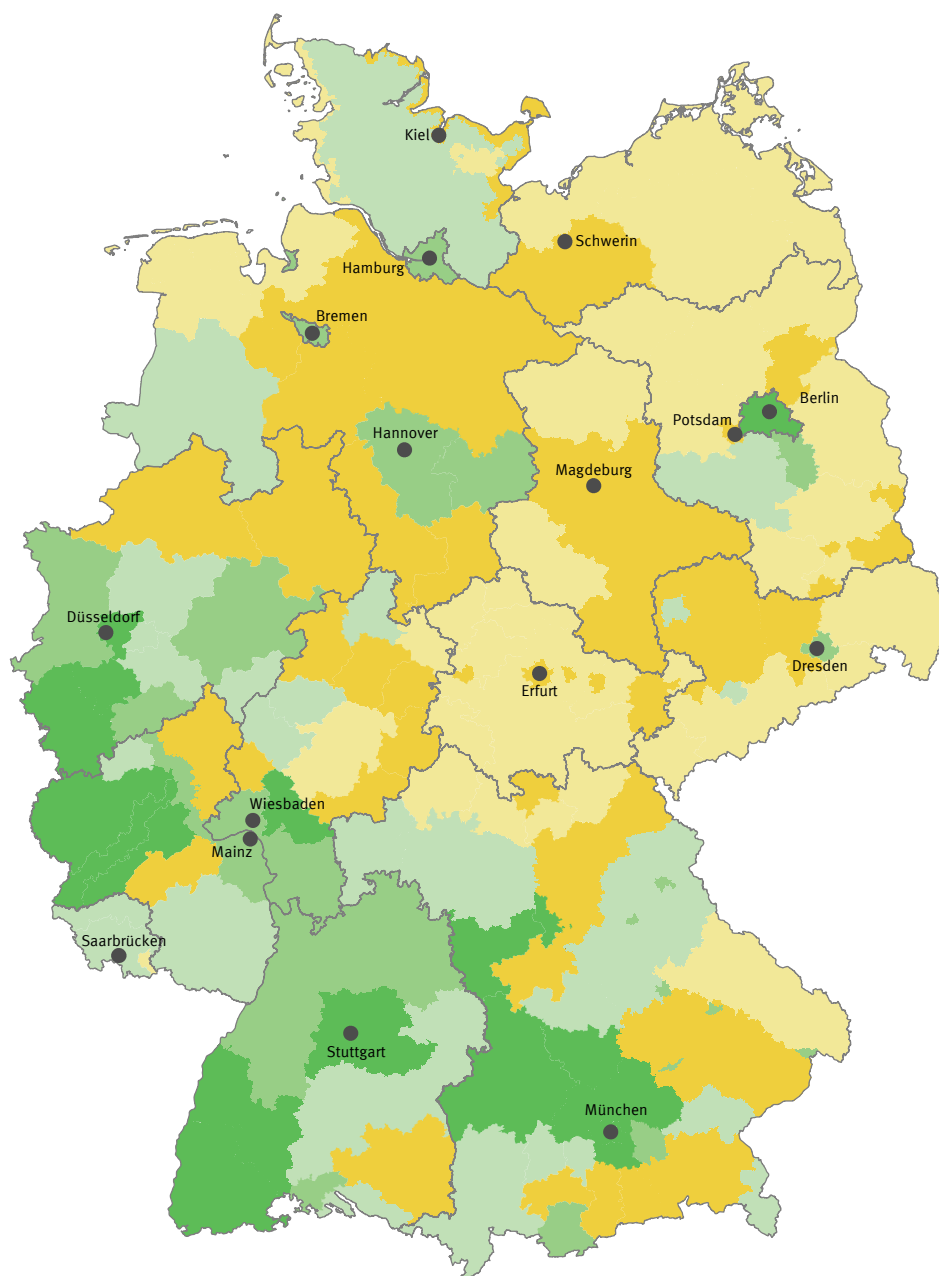 Kiel
Schwerin
Hamburg
Bremen
Berlin
Potsdam
Hannover
Magdeburg
Düsseldorf
Dresden
Erfurt
Wiesbaden
Mainz
Saarbrücken
Stuttgart
München